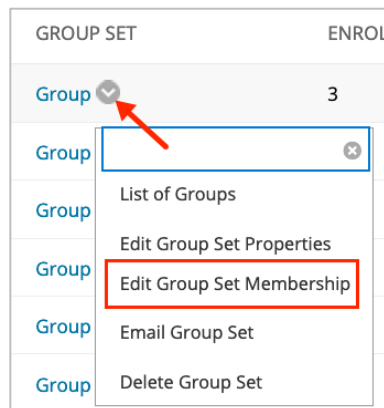 GROUP SET ENROL
Group 3
Group
List of Groups
Group
Edit Group Set Properties
Group
Edit Group Set Membership
Group
Email Group Set
Group
Delete Group Set